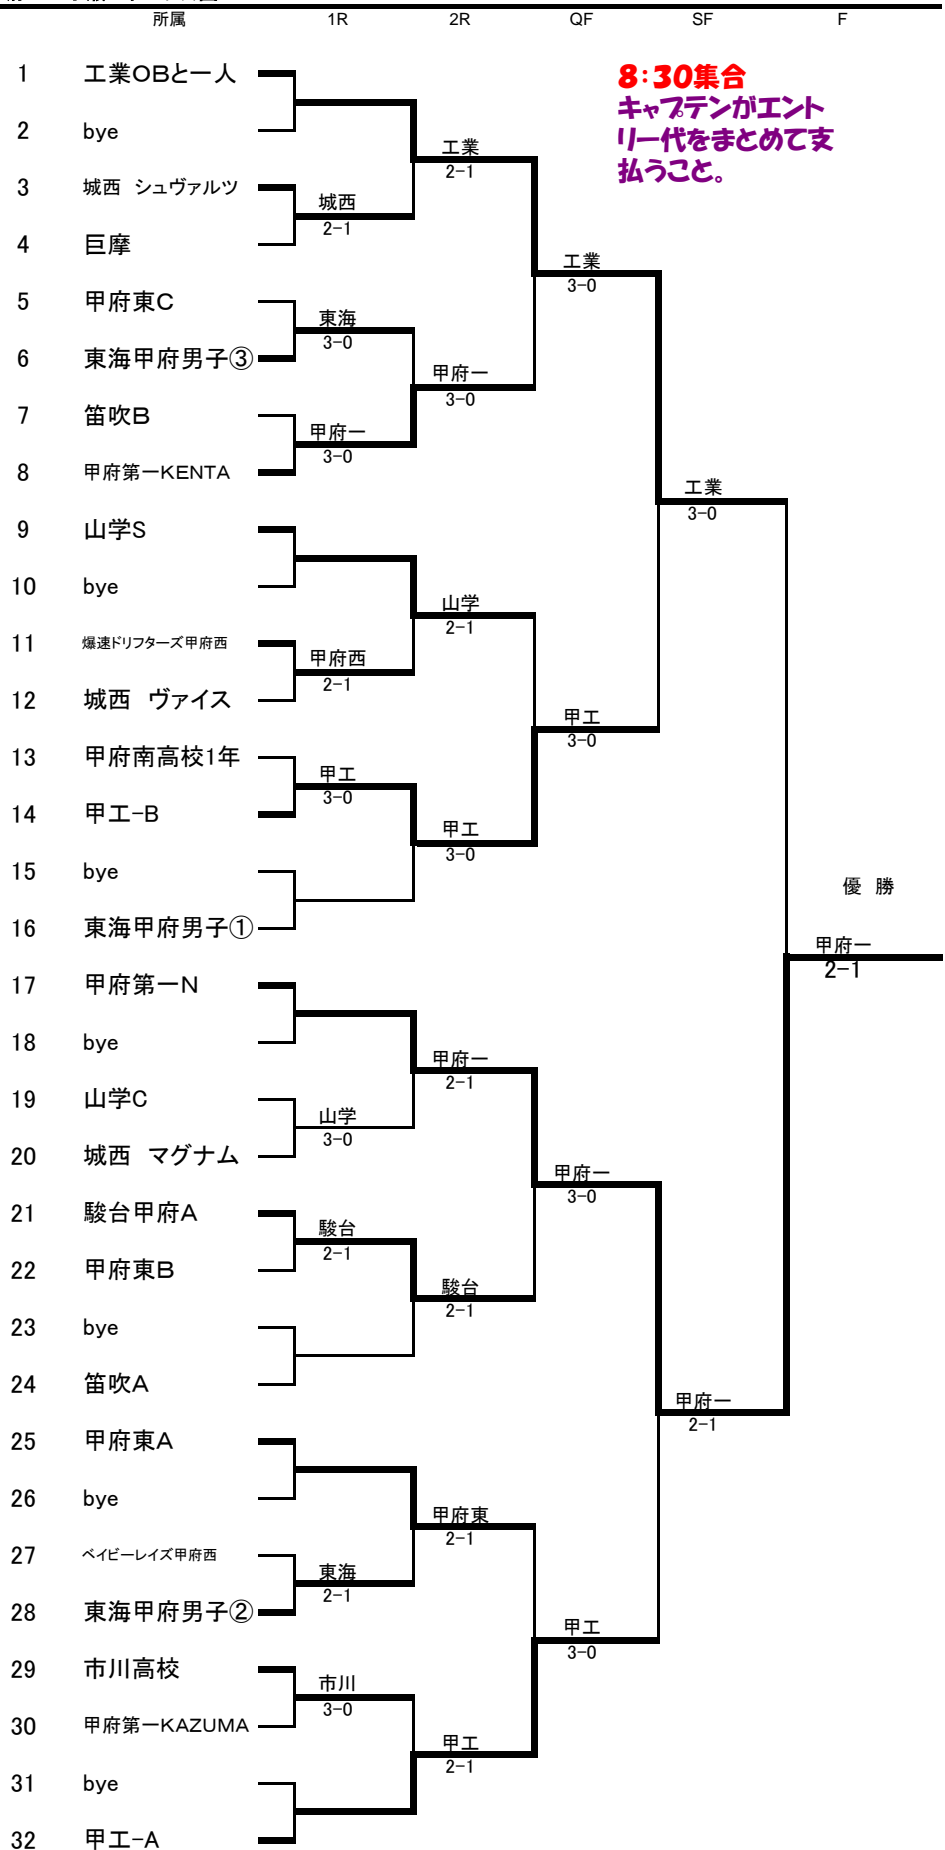 所属 1R 2R QF SF F
8:30集合
キャプテンがエント
リー代をまとめて支
払うこと。
1 工業OBと一人
2 bye
工業
2-1
3 城西 シュヴァルツ
城西
2-1
4 巨摩
工業
3-0
5 甲府東C
東海
3-0
6 東海甲府男子③
甲府一
3-0
7 笛吹B
甲府一
3-0
8 甲府第一KENTA
工業
3-0
9 山学S
10 bye
山学
2-1
11 爆速ドリフターズ甲府西
甲府西
2-1
12 城西 ヴァイス
甲工
3-0
13 甲府南高校1年
甲工
3-0
14 甲工-B
甲工
3-0
15 bye
優 勝
16 東海甲府男子①
甲府一
2-1
17 甲府第一N
18 bye
甲府一
2-1
19 山学C
山学
3-0
20 城西 マグナム
甲府一
3-0
21 駿台甲府A
駿台
2-1
22 甲府東B
駿台
2-1
23 bye
24 笛吹A
甲府一
2-1
25 甲府東A
26 bye
甲府東
2-1
27 ベイビーレイズ甲府西
東海
2-1
28 東海甲府男子②
甲工
3-0
29 市川高校
市川
3-0
30 甲府第一KAZUMA
甲工
2-1
31 bye
32 甲工-A